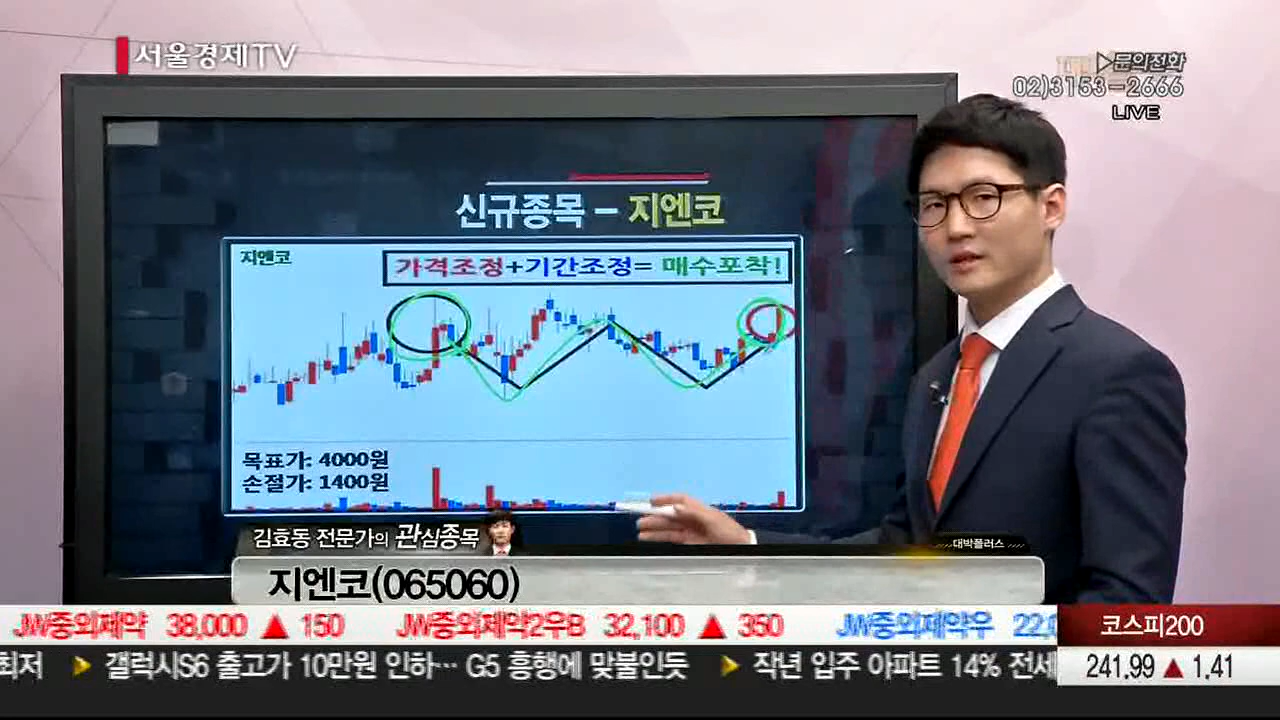 서울경제TV
▷문의전화
02)3153-2666
LIVE
신규종목 - 지엔코
지엔코
가격조정+기간조정= 매수포착!
목표가: 4000원
손절가: 1400원
김효동 전문가의 관심종목
대박플러스
지엔코(065060)
JW중외제약 38,000 ▲ 150 JW중외제약2우B 32,100 ▲ 350 JW중외제약우 22,0
코스피200
최저 ▶ 갤럭시S6 출고가 10만원 인하… G5 흥행에 맞불인듯 ▶ 작년 입주 아파트 14% 전세
241.99 ▲ 1.41